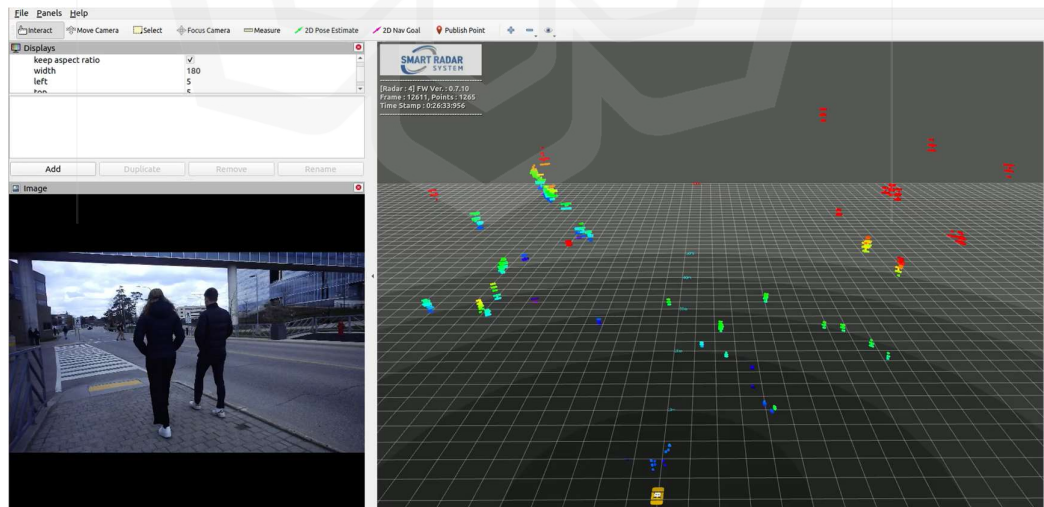 File Panels Help
Interact Move Camera Select Focus Camera Measure 2D Pose Estimate 2D Nav Goal Publish Point
Displays
keep aspect ratio
width 180
left 5
top 5
Add Duplicate Remove Rename
Image
SMART RADAR
SYSTEM
[Radar : 4] FW Ver. : 0.7.10
Frame : 12611, Points : 1265
Time Stamp : 0:26:33:956